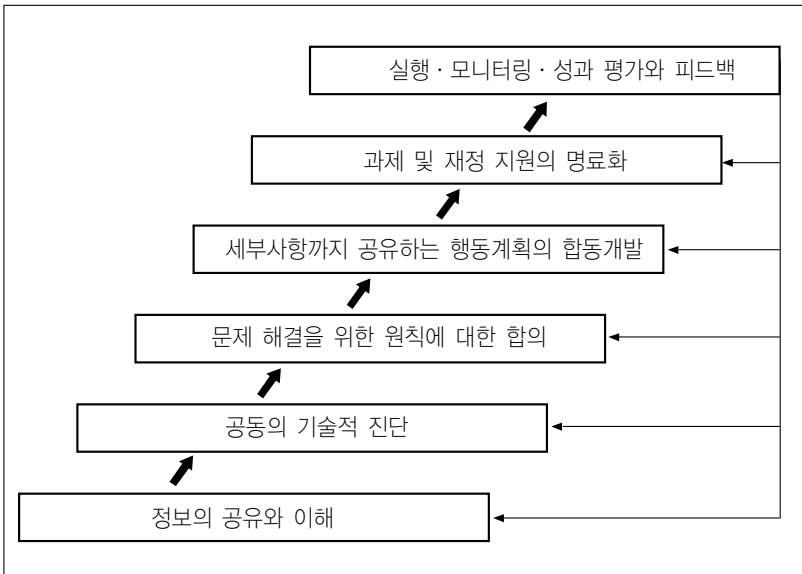 실행·모니터링·성과 평가와 피드백
과제 및 재정 지원의 명료화
세부사항까지 공유하는 행동계획의 합동개발
문제 해결을 위한 원칙에 대한 합의
공동의 기술적 진단
정보의 공유와 이해